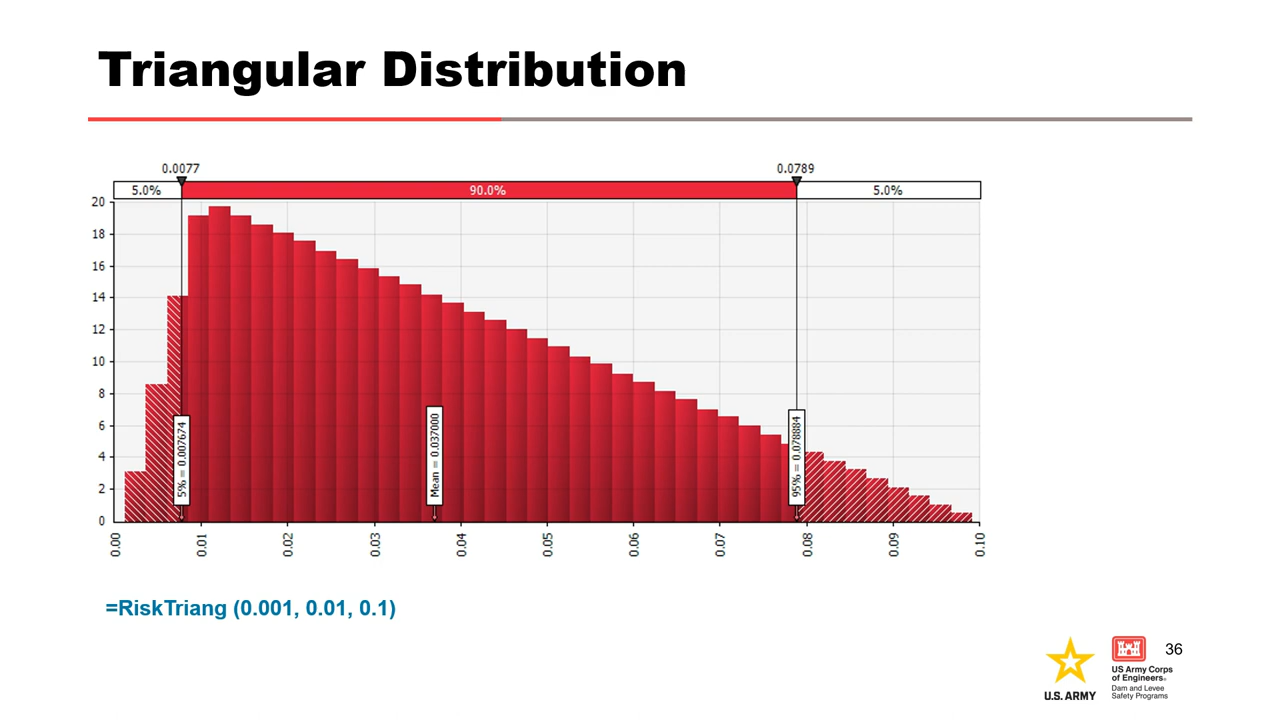 Triangular Distribution
0.0077 0.0789
5.0% 90.0% 5.0%
20
18
16
14
12
10
8
6
4
2
0
5% = 0.007674
Mean = 0.037000
95% = 0.078884
0.00 0.01 0.02 0.03 0.04 0.05 0.06 0.07 0.08 0.09 0.10
=RiskTriang (0.001, 0.01, 0.1)
36
U.S. ARMY
US Army Corps
of Engineers®
Dam and Levee
Safety Programs